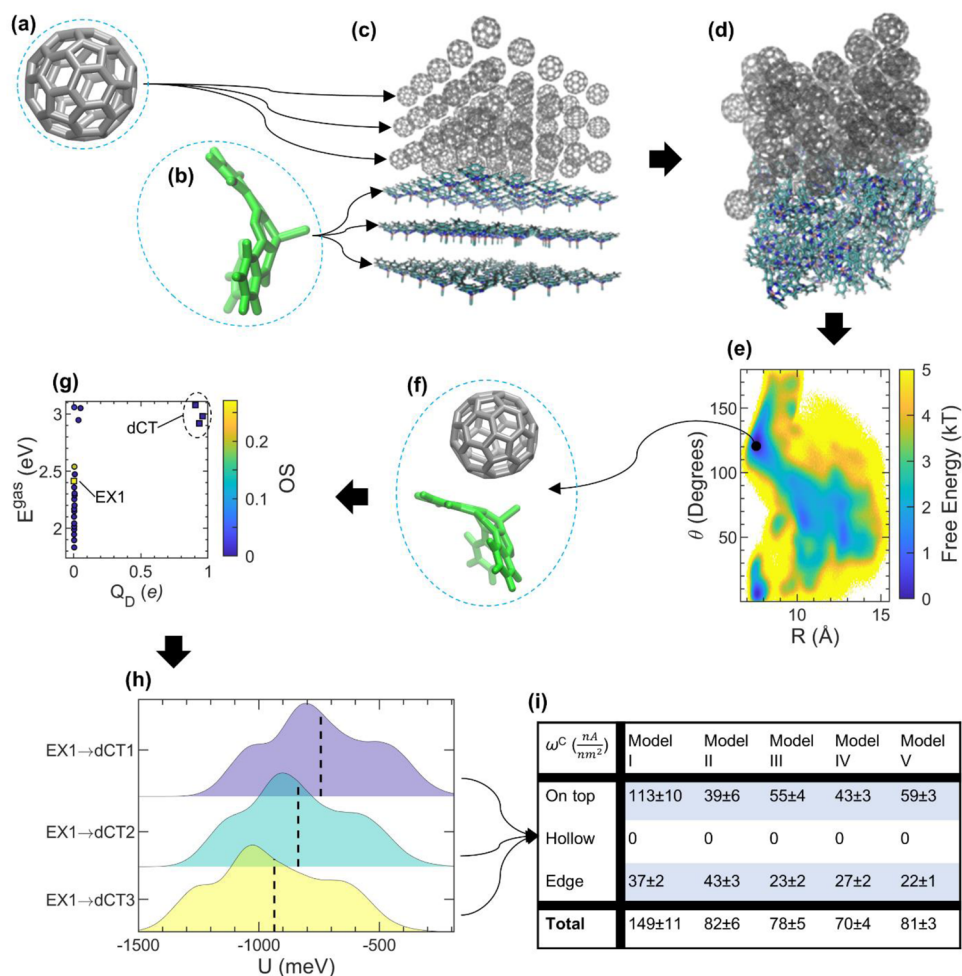 (a)
(b)
(c)
(d)
(e)
150
100
50
10
15
θ (Degrees)
R (Å)
5
4
3
2
1
0
Free Energy (kT)
(f)
(g)
3
2.5
2
E^gas (eV)
0
0.5
1
Q_D (e)
dCT
EX1
0.2
0.1
0
OS
(h)
EX1→dCT1
EX1→dCT2
EX1→dCT3
-1500
-1000
-500
U (meV)
(i)
ω^C (nA/nm²) Model I Model II Model III Model IV Model V
On top 113±10 39±6 55±4 43±3 59±3
Hollow 0 0 0 0 0
Edge 37±2 43±3 23±2 27±2 22±1
Total 149±11 82±6 78±5 70±4 81±3